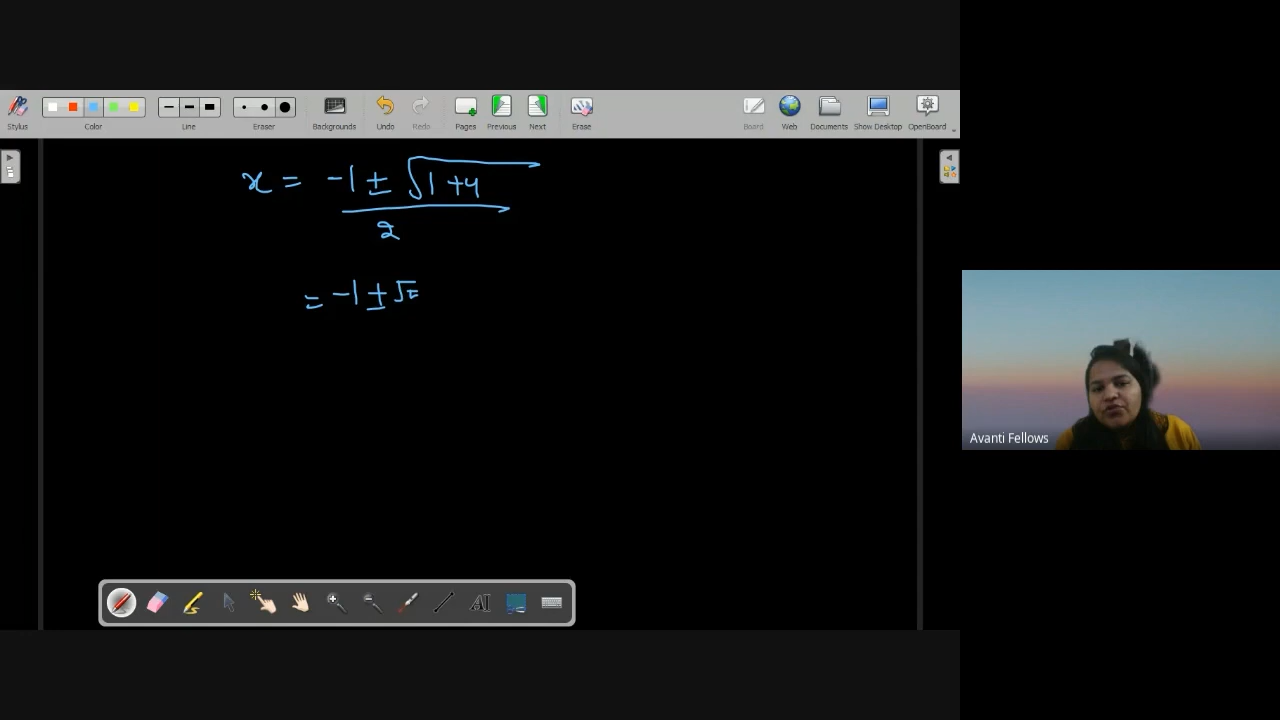 Stylus
Color
Line
Eraser
Backgrounds
Undo
Redo
Pages
Previous
Next
Erase
Board
Web
Documents
Show Desktop
OpenBoard
x = -1 ± √1+4
2
= -1 ±
Avanti Fellows
AI